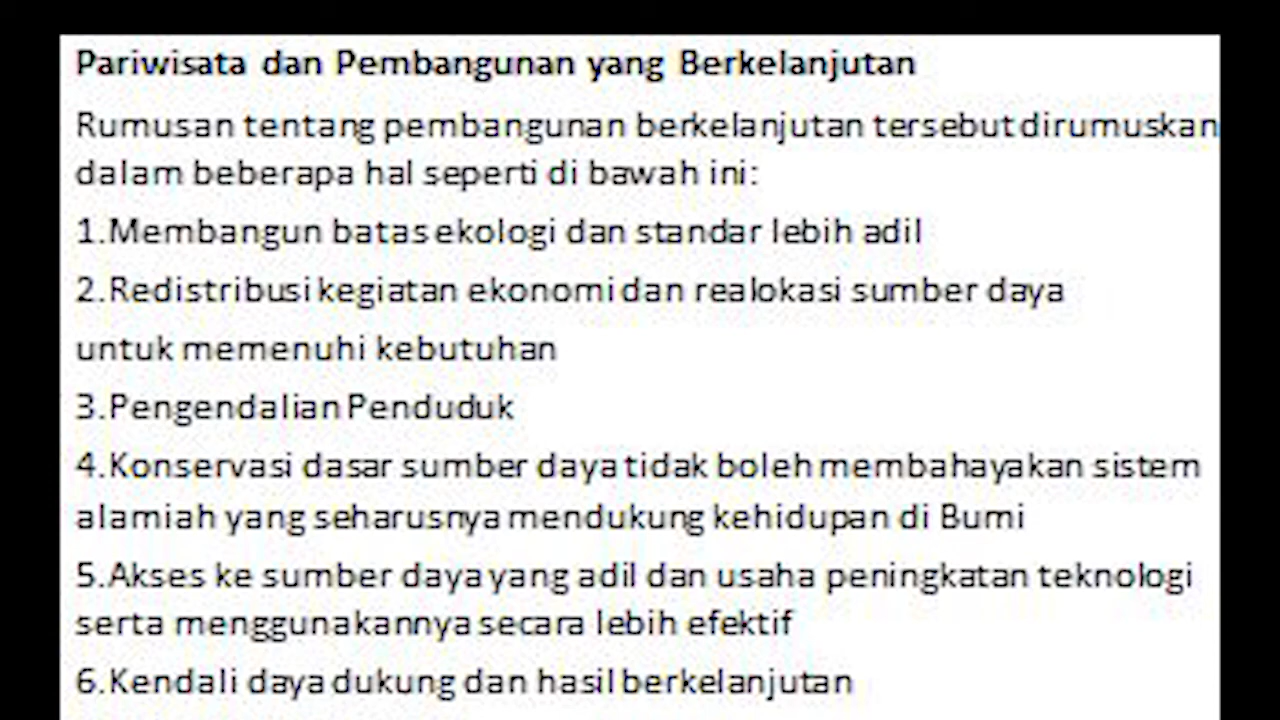 Pariwisata dan Pembangunan yang Berkelanjutan
Rumusan tentang pembangunan berkelanjutan tersebut dirumuskan
dalam beberapa hal seperti di bawah ini:
1.Membangun batas ekologi dan standar lebih adil
2.Redistribusi kegiatan ekonomi dan realokasi sumber daya
untuk memenuhi kebutuhan
3.Pengendalian Penduduk
4.Konservasi dasar sumber daya tidak boleh membahayakan sistem
alamiah yang seharusnya mendukung kehidupan di Bumi
5.Akses ke sumber daya yang adil dan usaha peningkatan teknologi
serta menggunakannya secara lebih efektif
6.Kendali daya dukung dan hasil berkelanjutan